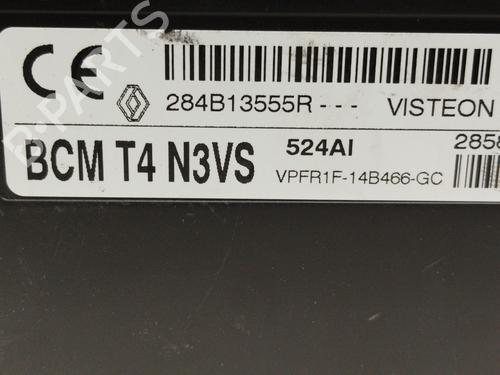 CE
284B13555R--- VISTEON
BCM T4 N3VS 524AI 2858
VPFR1F-14B466-GC
B-PARTS